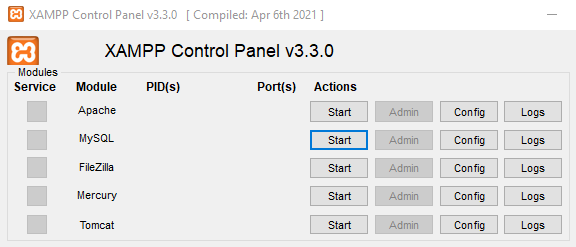 XAMPP Control Panel v3.3.0 [ Compiled: Apr 6th 2021 ]
XAMPP Control Panel v3.3.0
Modules
Service Module PID(s) Port(s) Actions
Apache Start Admin Config Logs
MySQL Start Admin Config Logs
FileZilla Start Admin Config Logs
Mercury Start Admin Config Logs
Tomcat Start Admin Config Logs